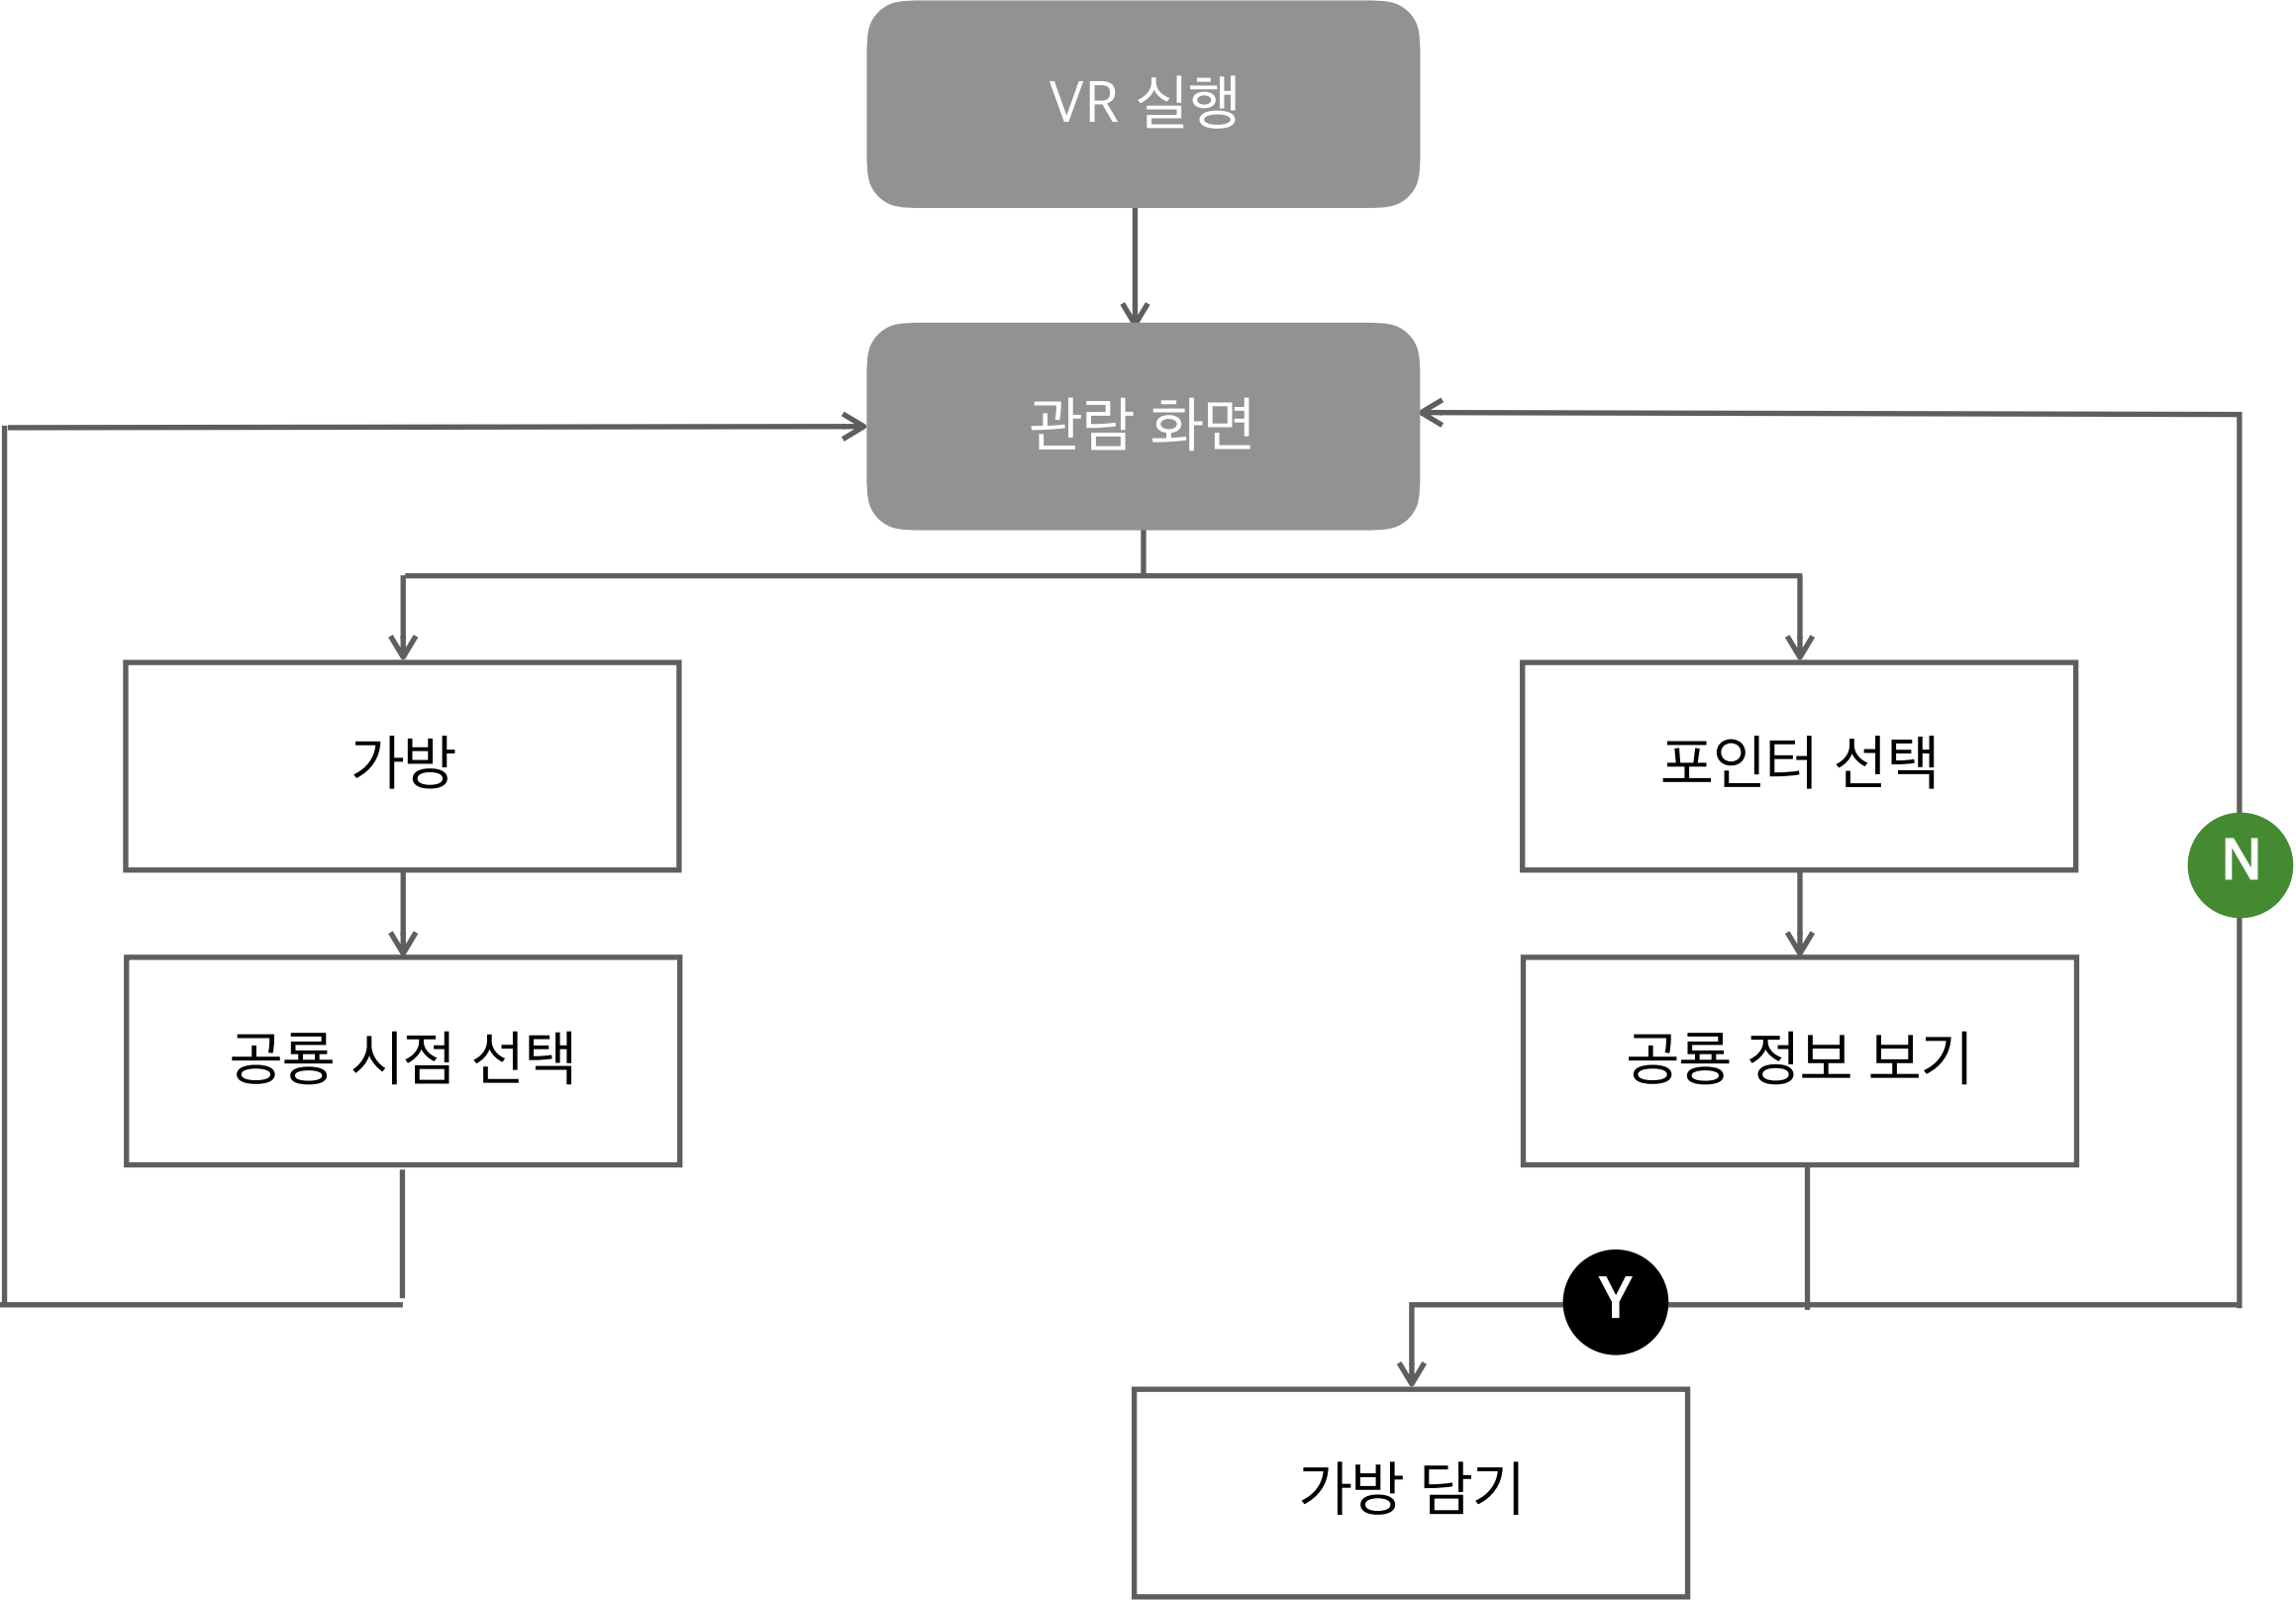 VR 실행
관람 화면
가방
포인터 선택
N
공룡 시점 선택
공룡 정보 보기
Y
가방 담기